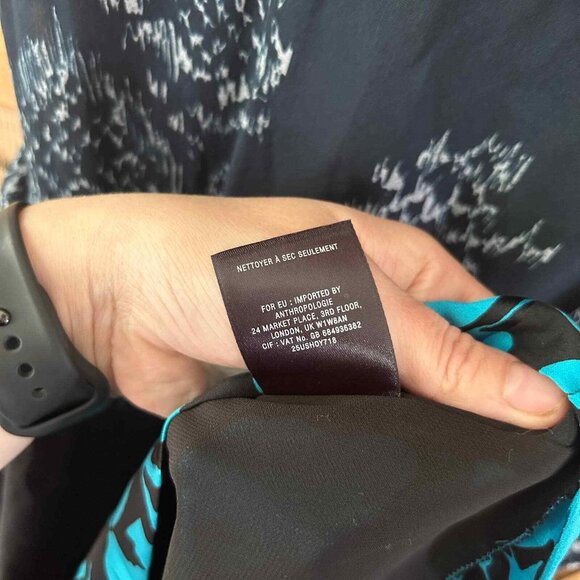 NETTOYER À SEC SEULEMENT
FOR EU : IMPORTED BY
ANTHROPOLOGIE
24 MARKET PLACE, 3RD FLOOR,
LONDON, UK W1W8AN
CIF : VAT No. GB 684936382
25USHOY718